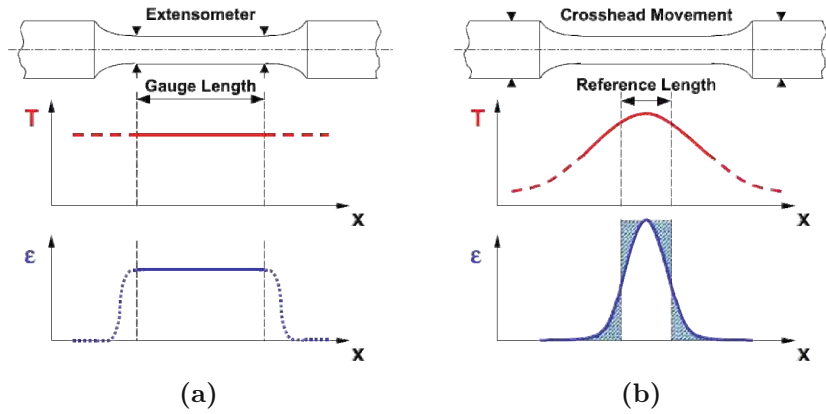 Extensometer
Gauge Length
T
X
ε
X
(a)
Crosshead Movement
Reference Length
T
X
ε
X
(b)